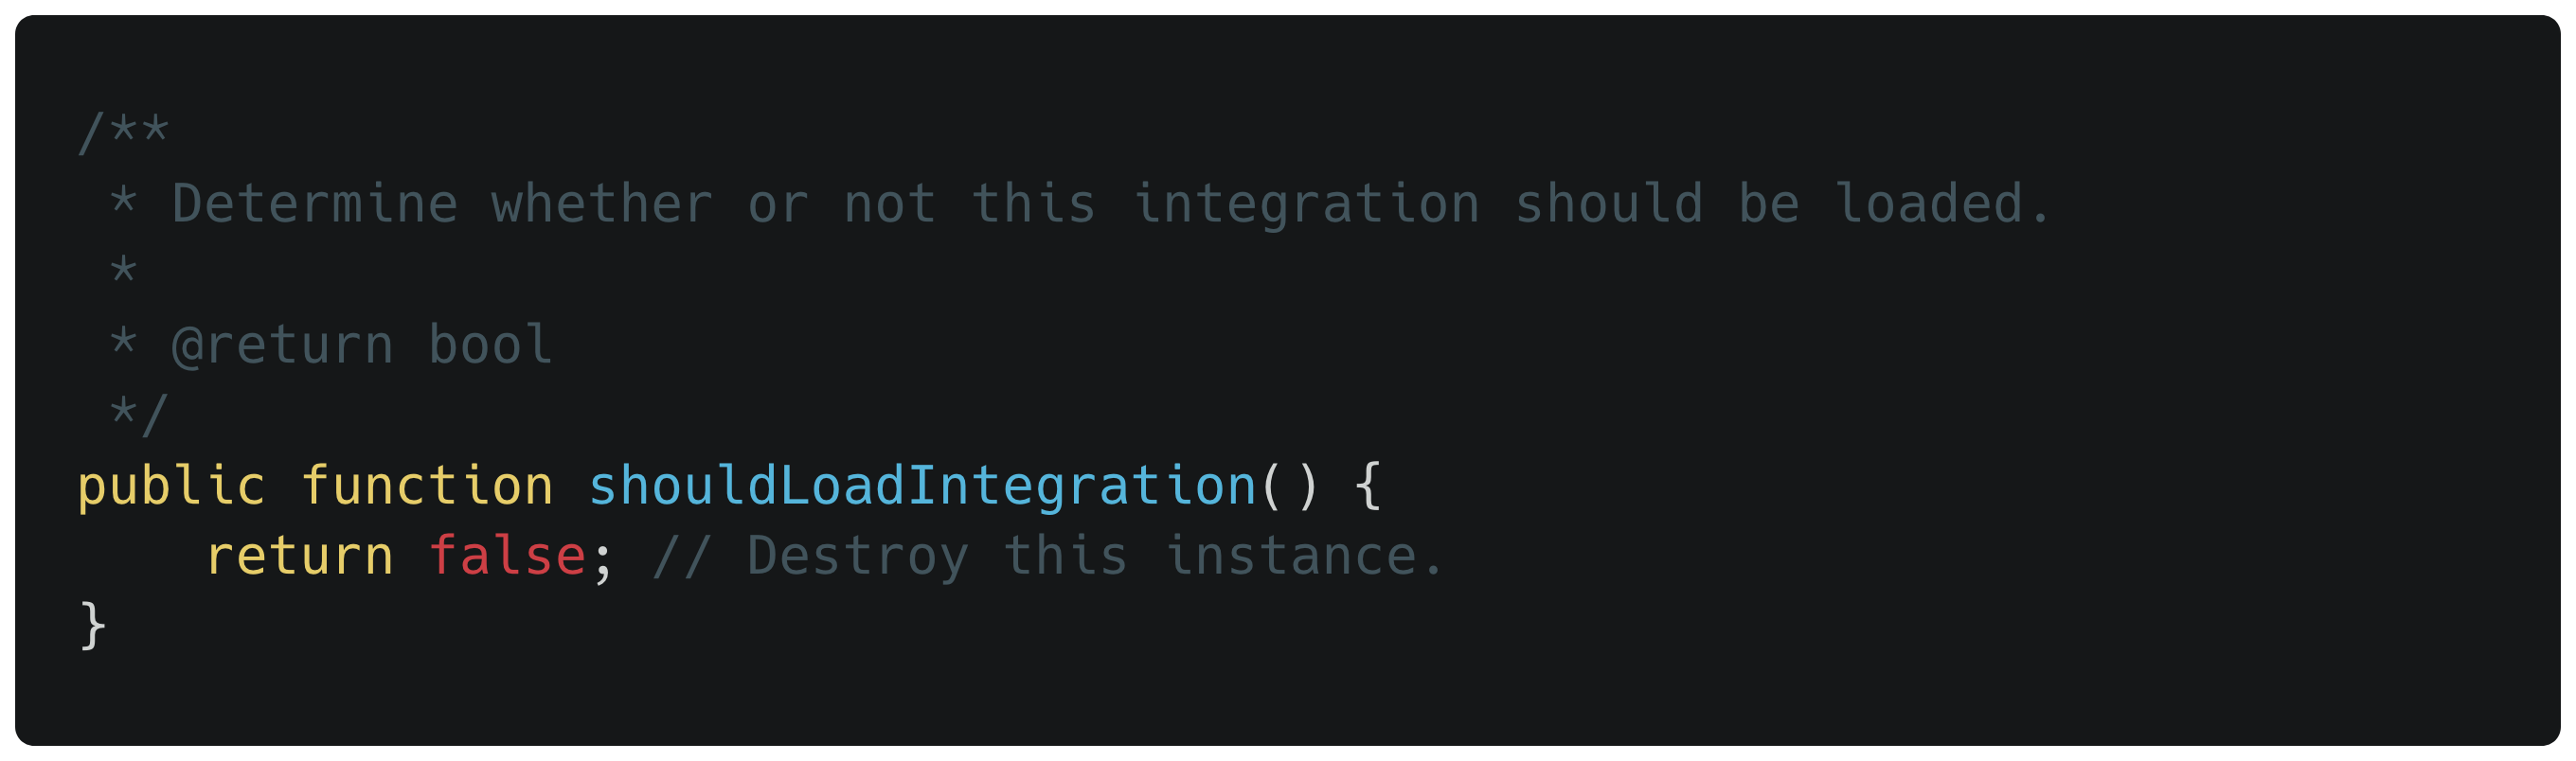 /**
 * Determine whether or not this integration should be loaded.
 *
 * @return bool
 */
public function shouldLoadIntegration() {
    return false; // Destroy this instance.
}